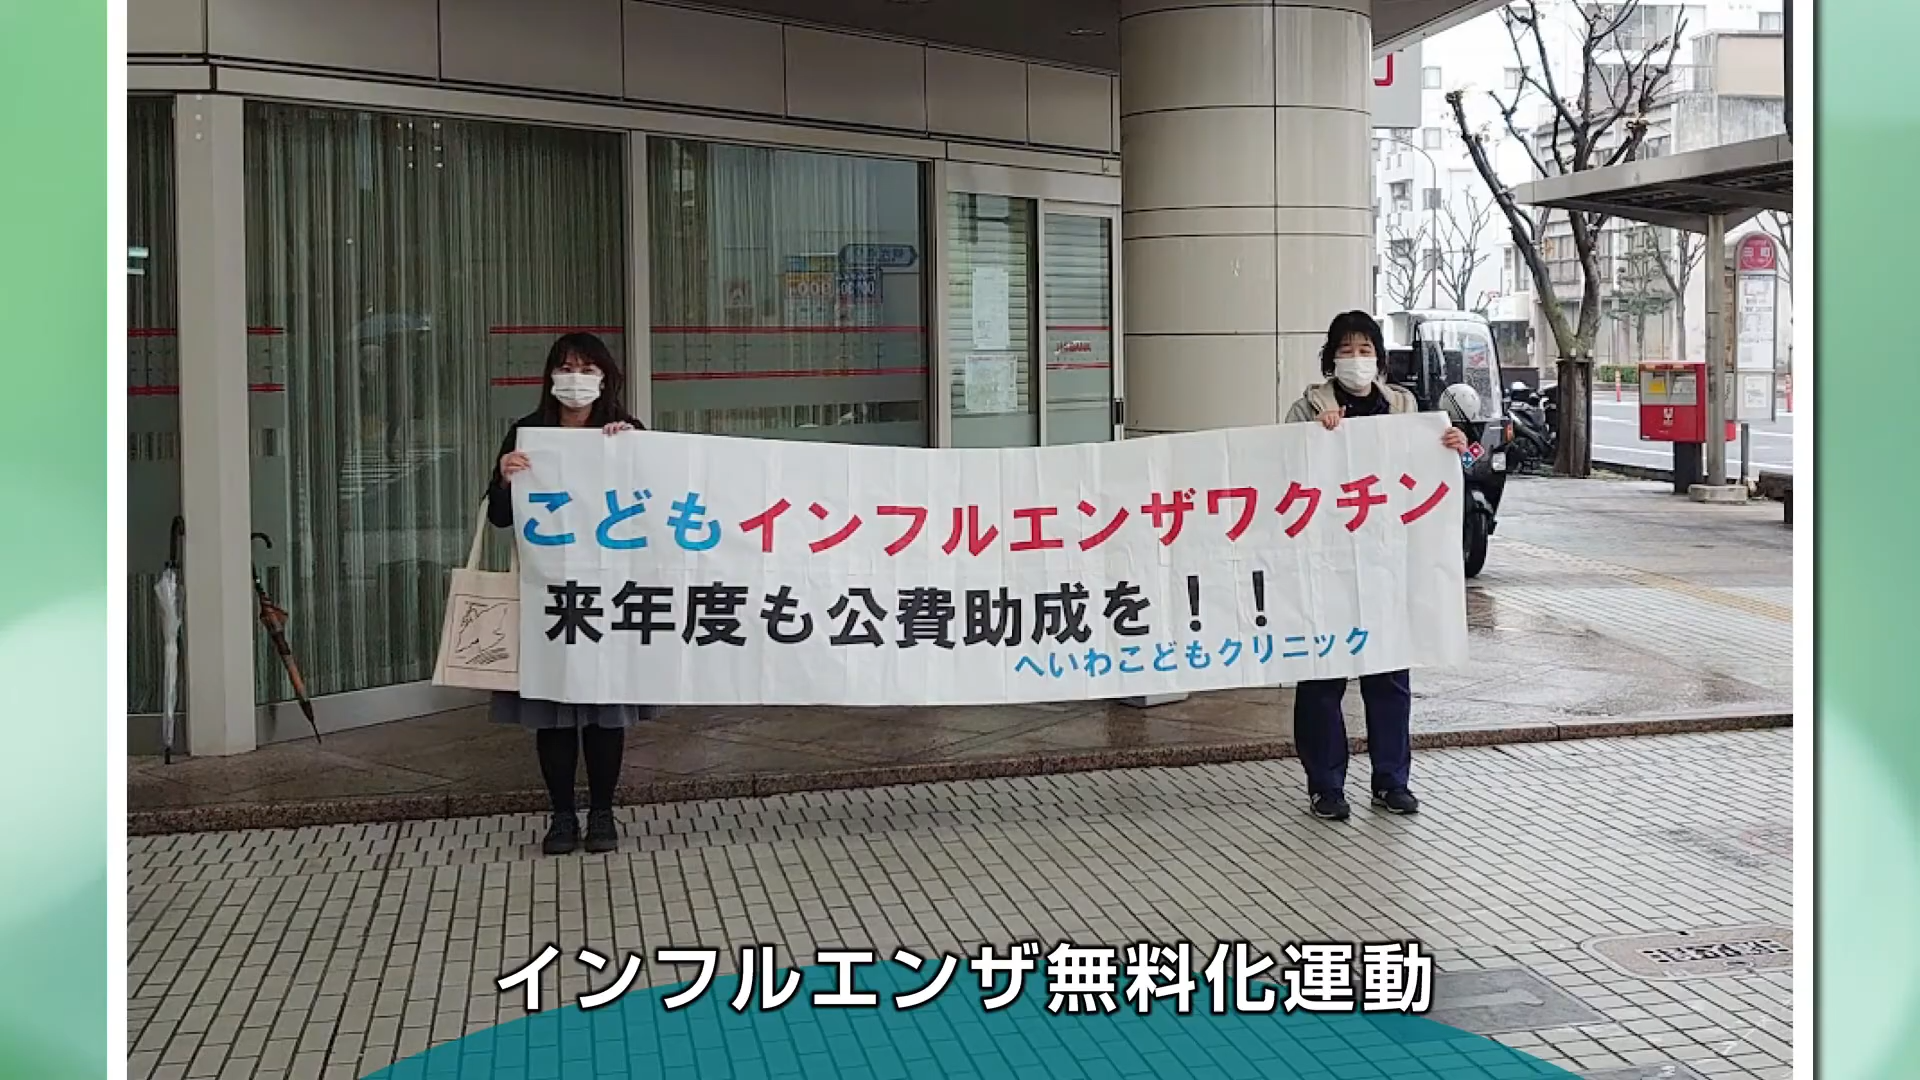 こどもインフルエンザワクチン
来年度も公費助成を！！
へいわこどもクリニック
インフルエンザ無料化運動